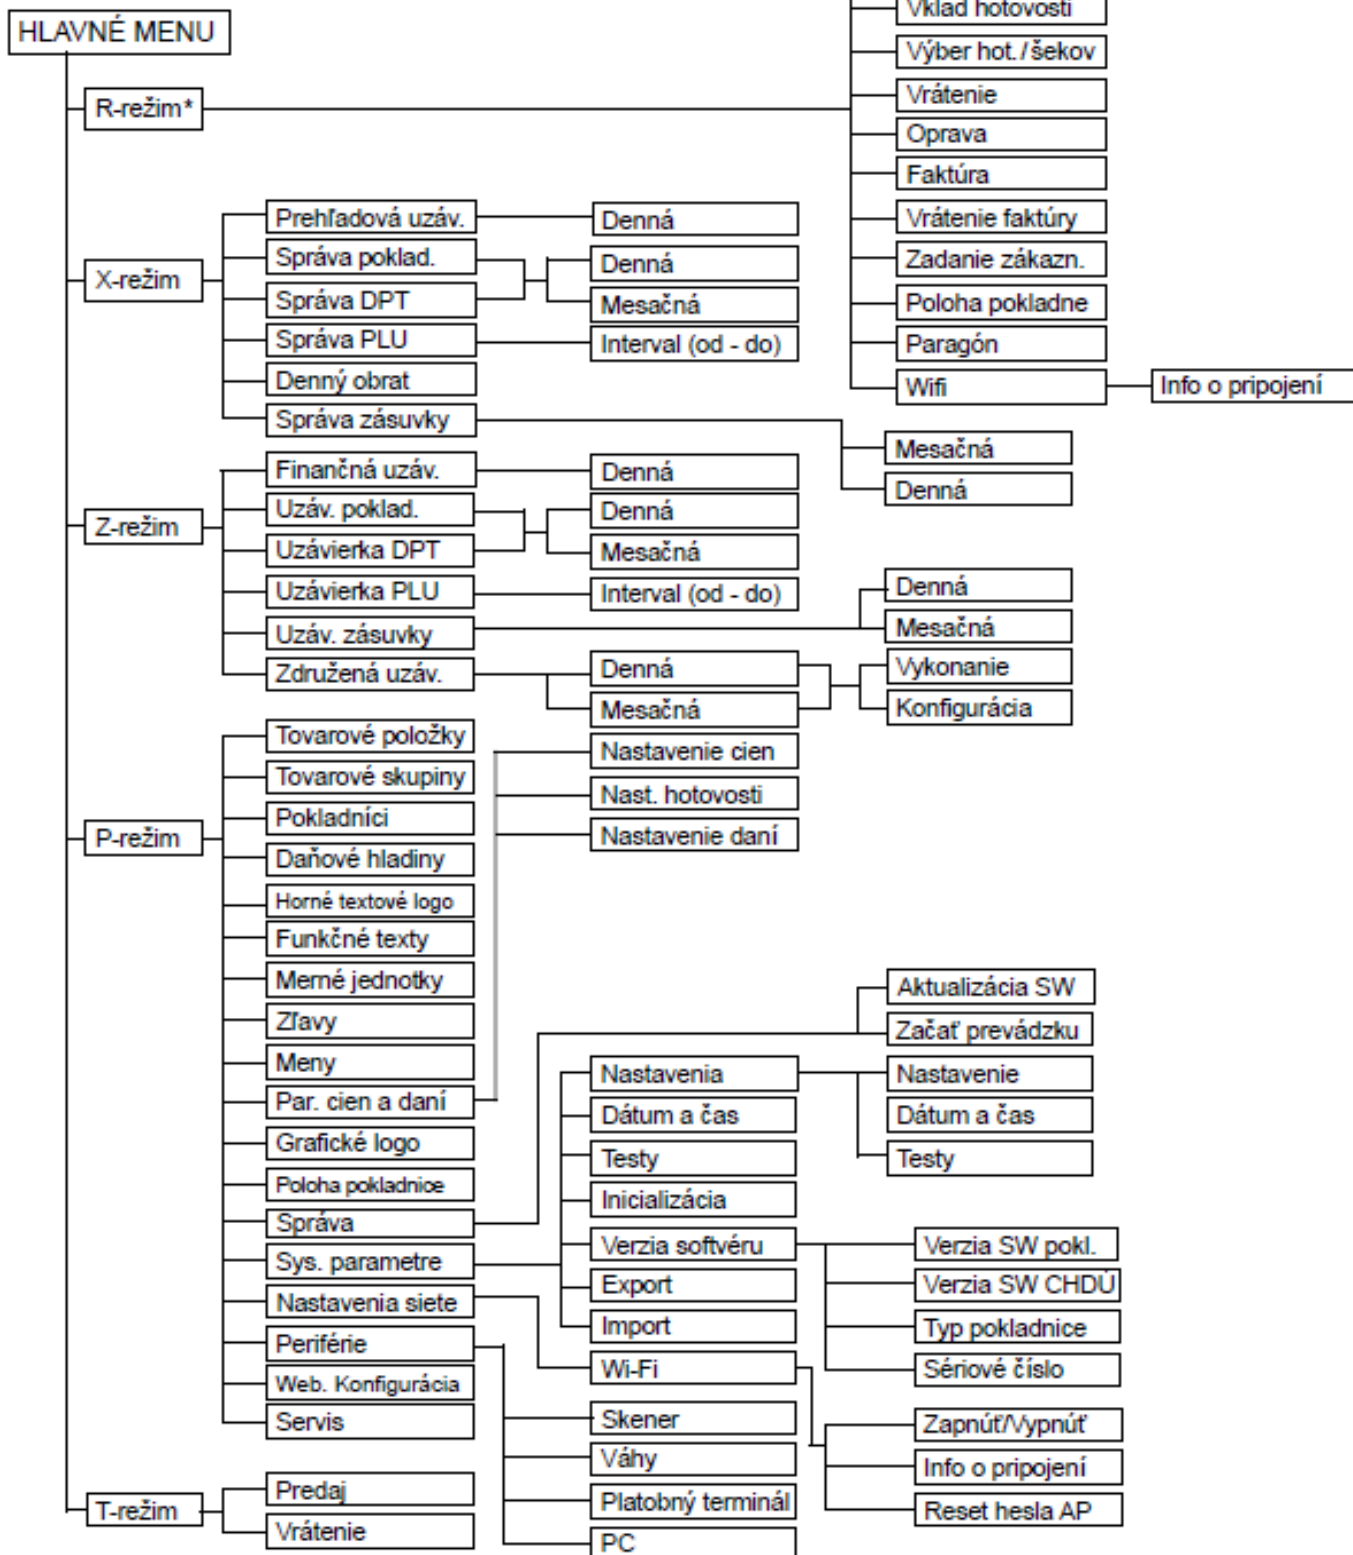 HLAVNÉ MENU
R-režim*
Vklad hotovosti
Výber hot./šekov
Vrátenie
Oprava
Faktúra
Vrátenie faktúry
Zadanie zákazn.
Poloha pokladne
Paragón
Wifi
Info o pripojení
X-režim
Prehľadová uzáv.
Denná
Správa poklad.
Správa DPT
Denná
Mesačná
Správa PLU
Interval (od - do)
Denný obrat
Správa zásuvky
Mesačná
Denná
Z-režim
Finančná uzáv.
Denná
Uzáv. poklad.
Uzávierka DPT
Denná
Mesačná
Uzávierka PLU
Interval (od - do)
Uzáv. zásuvky
Denná
Mesačná
Združená uzáv.
Denná
Mesačná
Vykonanie
Konfigurácia
P-režim
Tovarové položky
Tovarové skupiny
Pokladníci
Daňové hladiny
Horné textové logo
Funkčné texty
Merné jednotky
Zľavy
Meny
Par. cien a daní
Nastavenie cien
Nast. hotovosti
Nastavenie daní
Grafické logo
Poloha pokladnice
Správa
Aktualizácia SW
Začať prevádzku
Sys. parametre
Nastavenia
Nastavenie
Dátum a čas
Testy
Dátum a čas
Testy
Inicializácia
Verzia softvéru
Verzia SW pokl.
Verzia SW CHDÚ
Typ pokladnice
Sériové číslo
Export
Import
Nastavenia siete
Wi-Fi
Zapnúť/Vypnúť
Info o pripojení
Reset hesla AP
Periférie
Skener
Váhy
Platobný terminál
PC
Web. Konfigurácia
Servis
T-režim
Predaj
Vrátenie